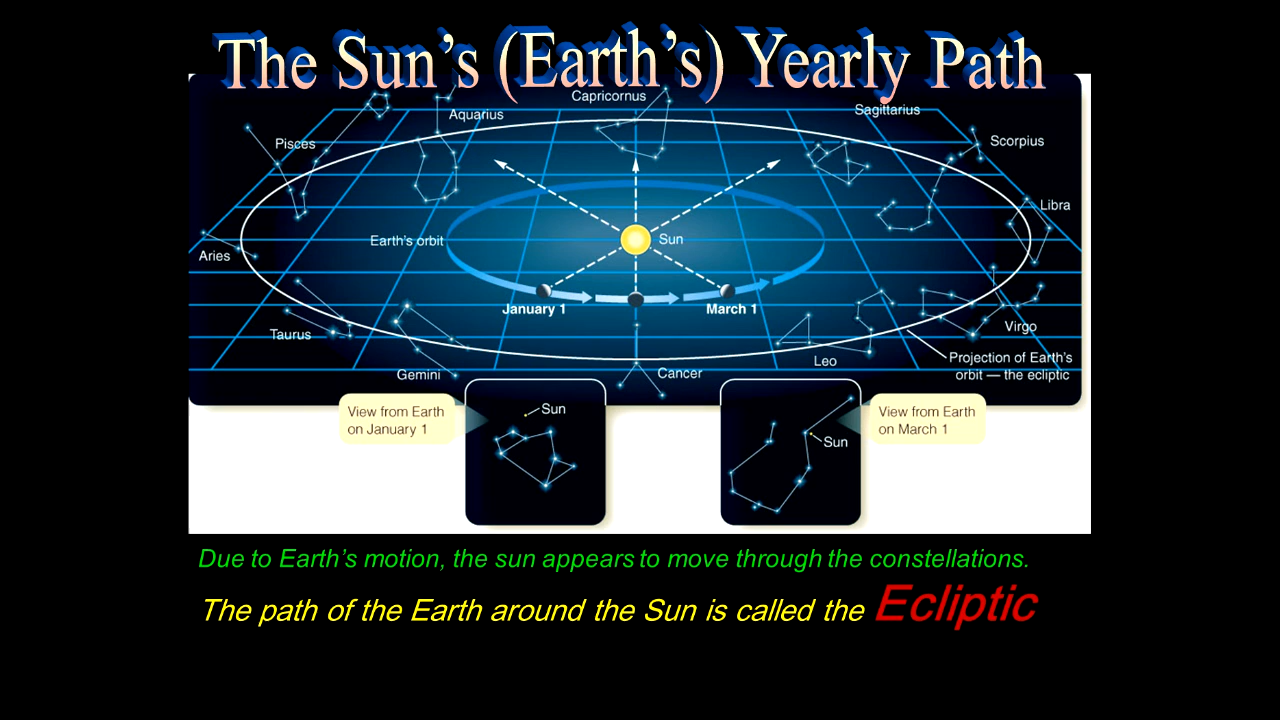 The Sun's (Earth's) Yearly Path
Capricornus
Sagittarius
Aquarius
Scorpius
Pisces
Libra
Earth's orbit
Sun
Aries
January 1
March 1
Taurus
Virgo
Leo
Projection of Earth's
orbit — the ecliptic
Gemini
Cancer
View from Earth
on January 1
Sun
View from Earth
on March 1
Sun
Due to Earth's motion, the sun appears to move through the constellations.
The path of the Earth around the Sun is called the Ecliptic